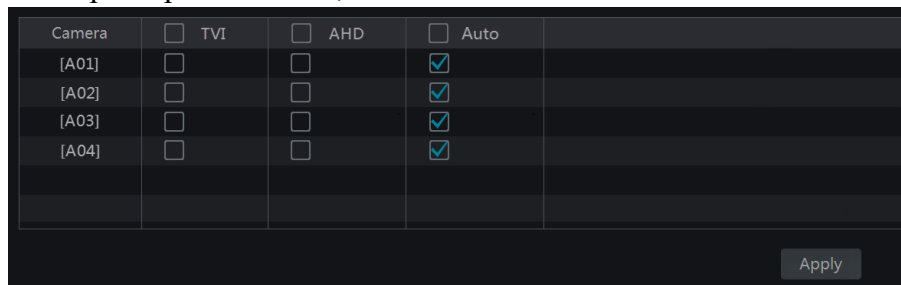 Camera TVI AHD Auto
[A01]
[A02]
[A03]
[A04]
Apply